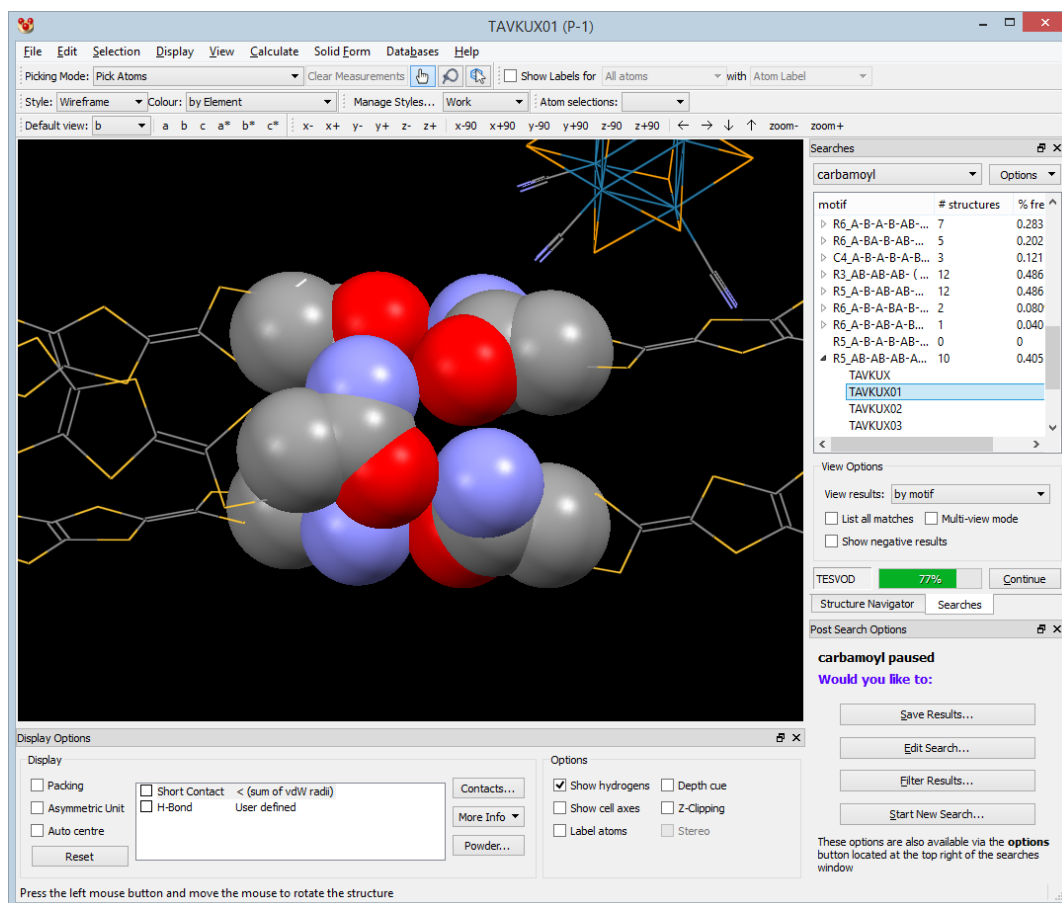 TAVKUX01 (P-1)
File Edit Selection Display View Calculate Solid Form Databases Help
Picking Mode: Pick Atoms Clear Measurements Show Labels for All atoms with Atom Label
Style: Wireframe Colour: by Element Manage Styles... Work Atom selections:
Default view: b a b c a* b* c* x- x+ y- y+ z- z+ x-90 x+90 y-90 y+90 z-90 z+90 ← → ↓ ↑ zoom- zoom+
Searches
carbamoyl Options
motif # structures % fre
R6_A-B-A-B-AB-... 7 0.283
R6_A-BA-B-AB-... 5 0.202
C4_A-B-A-B-A-B... 3 0.121
R3_AB-AB-AB- ( ... 12 0.486
R5_A-B-AB-AB-... 12 0.486
R6_A-B-AB-BA-B-... 2 0.080
R6_A-B-AB-A-B... 1 0.040
R5_A-B-A-B-AB-... 0 0
R5_AB-AB-AB-A... 10 0.405
TAVKUX
TAVKUX01
TAVKUX02
TAVKUX03
View Options
View results: by motif
List all matches Multi-view mode
Show negative results
TESVOD 77% Continue
Structure Navigator Searches
Post Search Options
carbamoyl paused
Would you like to:
Save Results...
Edit Search...
Filter Results...
Start New Search...
These options are also available via the options
button located at the top right of the searches
window
Display Options
Display
Packing
Asymmetric Unit
Auto centre
Reset
Short Contact < (sum of vdW radii)
H-Bond User defined
Contacts...
More Info
Powder...
Options
Show hydrogens Depth cue
Show cell axes Z-Clipping
Label atoms Stereo
Press the left mouse button and move the mouse to rotate the structure